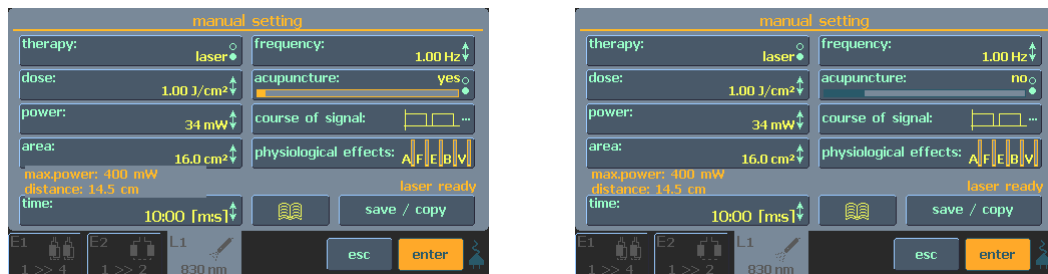 manual setting
therapy:
laser
frequency:
1.00 Hz
dose:
1.00 J/cm²
acupuncture:
yes
power:
34 mW
course of signal:
...
area:
16.0 cm²
physiological effects:
A F E B V
max.power: 400 mW
distance: 14.5 cm
laser ready
time:
10:00 [m:s]
save / copy
E1
1 >> 4
E2
1 >> 2
L1
830 nm
esc
enter
manual setting
therapy:
laser
frequency:
1.00 Hz
dose:
1.00 J/cm²
acupuncture:
no
power:
34 mW
course of signal:
...
area:
16.0 cm²
physiological effects:
A F E B V
max.power: 400 mW
distance: 14.5 cm
laser ready
time:
10:00 [m:s]
save / copy
E1
1 >> 4
E2
1 >> 2
L1
830 nm
esc
enter